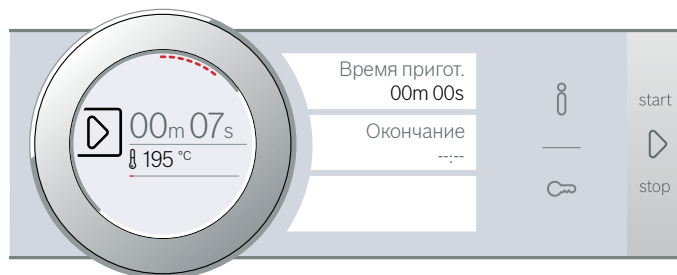 00m 07s
195 °C
Время пригот.
00m 00s
Окончание
--:--
start
stop